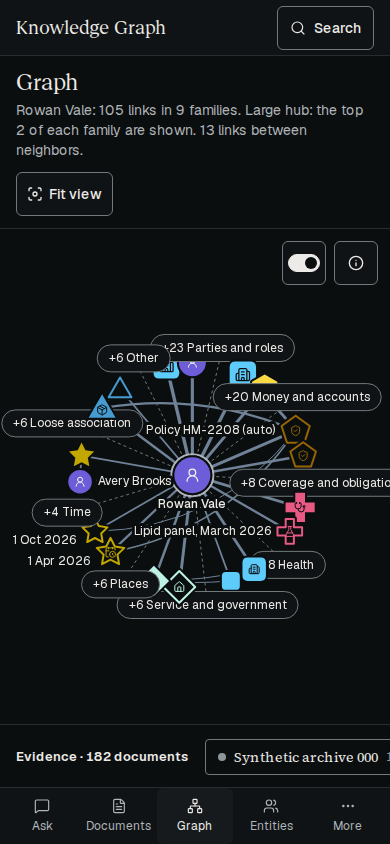 Knowledge Graph
Search
Graph
Rowan Vale: 105 links in 9 families. Large hub: the top
2 of each family are shown. 13 links between
neighbors.
Fit view
23 Parties and roles
+6 Other
+20 Money and accounts
+6 Loose association
Policy HM-2208 (auto)
Avery Brooks
+8 Coverage and obligatio
Rowan Vale
+4 Time
Lipid panel, March 2026
1 Oct 2026
1 Apr 2026
8 Health
+6 Places
+6 Service and government
Evidence · 182 documents
Synthetic archive 000
Ask
Documents
Graph
Entities
More